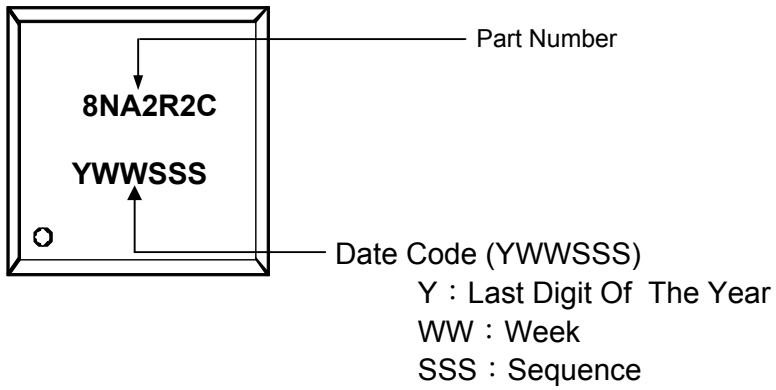 Part Number
8NA2R2C
YWWSSS
Date Code (YWWSSS)
Y：Last Digit Of The Year
WW：Week
SSS：Sequence